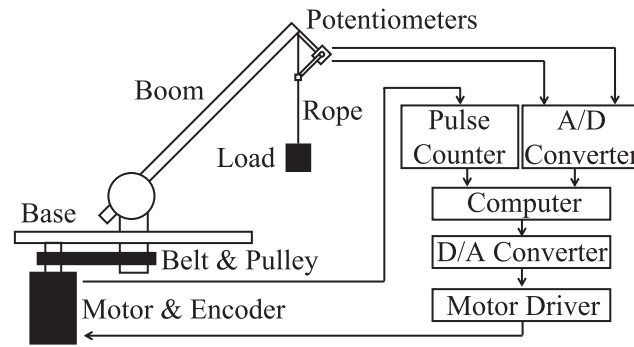 Potentiometers
Boom
Rope
Load
Base
Belt & Pulley
Motor & Encoder
Pulse
Counter
A/D
Converter
Computer
D/A Converter
Motor Driver